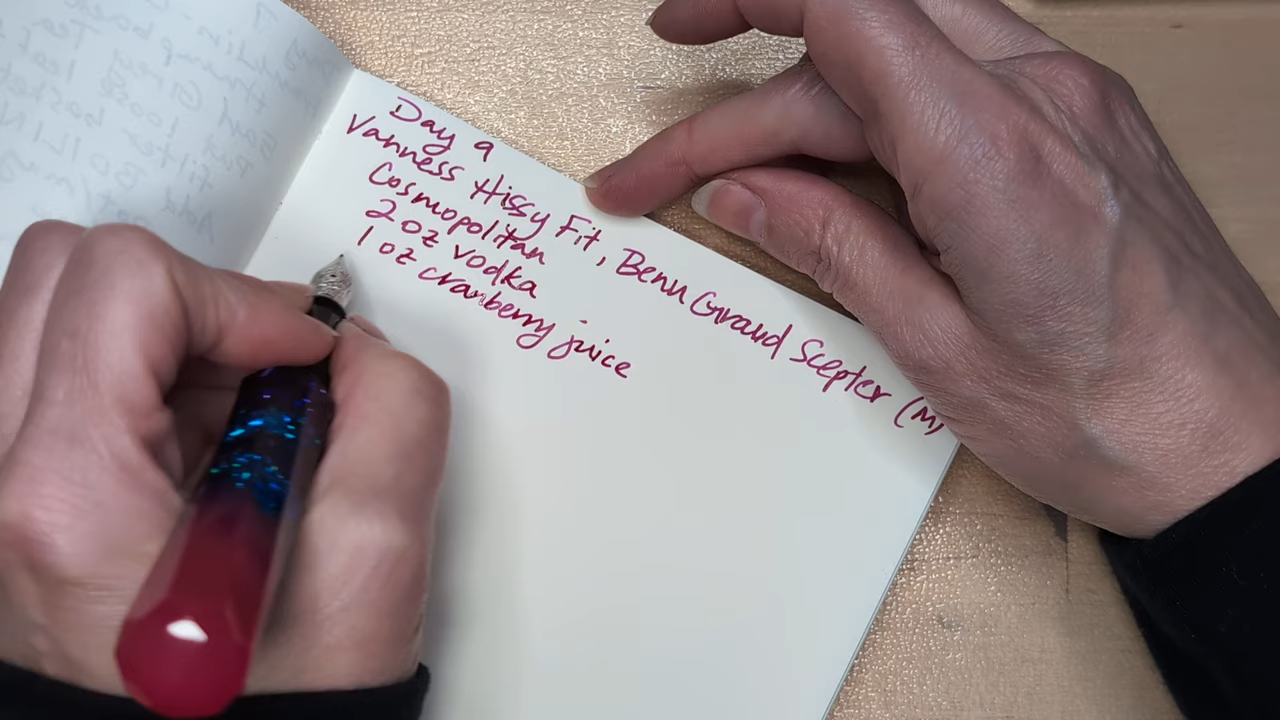 Day 9
Vanness Hissy Fit, Benu Grand Scepter (M)
Cosmopolitan
2 oz vodka
1 oz cranberry juice